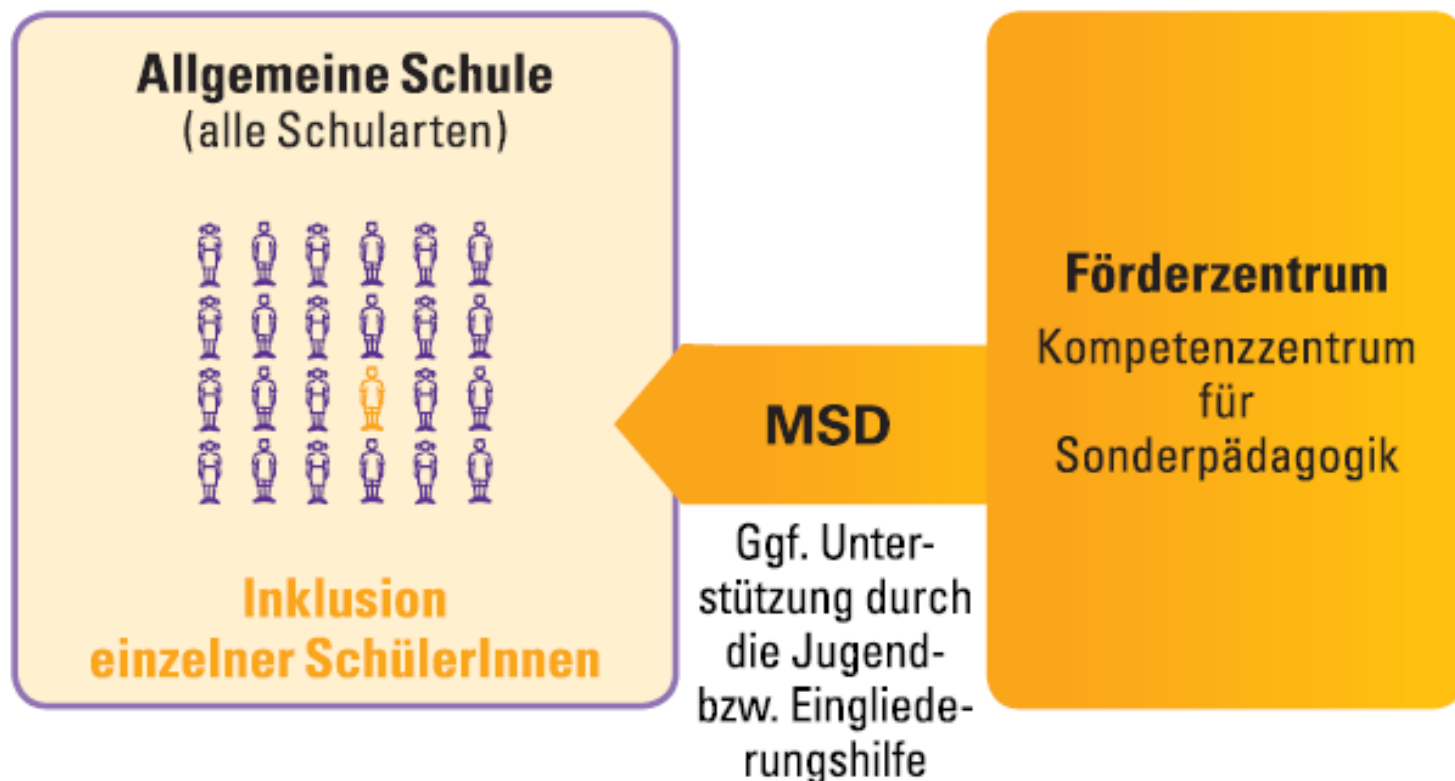 Allgemeine Schule
(alle Schularten)
Inklusion
einzelner SchülerInnen
MSD
Ggf. Unter-
stützung durch
die Jugend-
bzw. Eingliede-
rungshilfe
Förderzentrum
Kompetenzzentrum
für
Sonderpädagogik